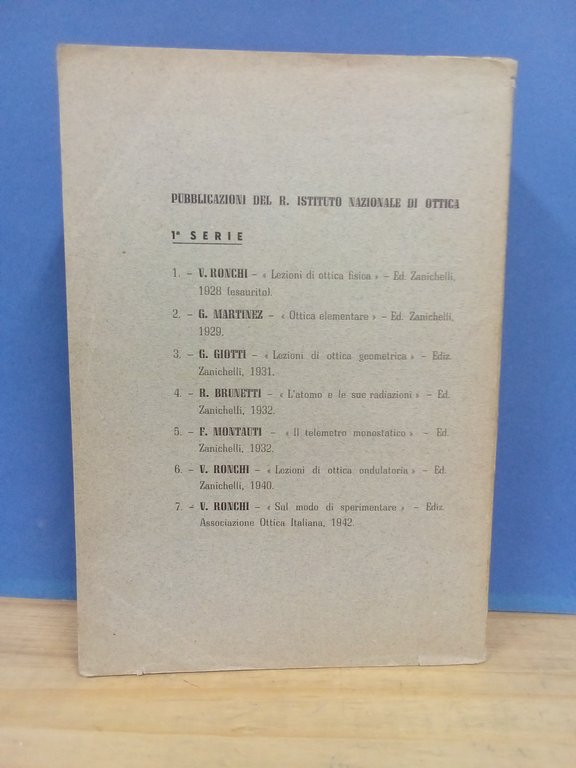 PUBBLICAZIONI DEL R. ISTITUTO NAZIONALE DI OTTICA
1ª SERIE
1. – V. RONCHI – « Lezioni di ottica fisica » – Ed. Zanichelli,
1928 (esaurito).
2. – G. MARTINEZ – « Ottica elementare » – Ed. Zanichelli,
1929.
3. – G. GIOTTI – « Lezioni di ottica geometrica » – Ediz.
Zanichelli, 1931.
4. – R. BRUNETTI – « L'atomo e le sue radiazioni » – Ed.
Zanichelli, 1932.
5. – F. MONTAUTI – « Il telemetro monostatico » – Ed.
Zanichelli, 1932.
6. – V. RONCHI – « Lezioni di ottica ondulatoria » – Ed.
Zanichelli, 1940.
7. – V. RONCHI – « Sul modo di sperimentare » – Ediz.
Associazione Ottica Italiana, 1942.